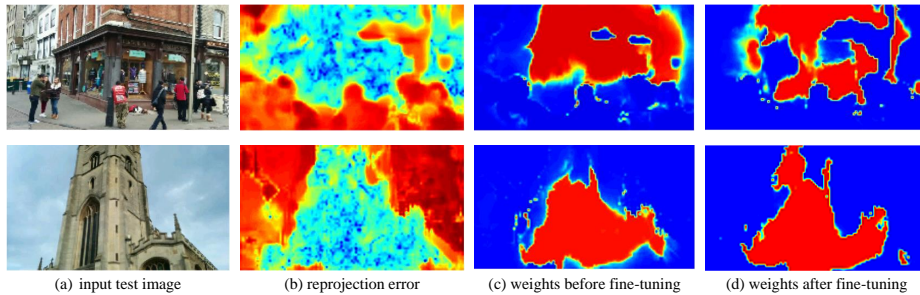 (a) input test image
(b) reprojection error
(c) weights before fine-tuning
(d) weights after fine-tuning